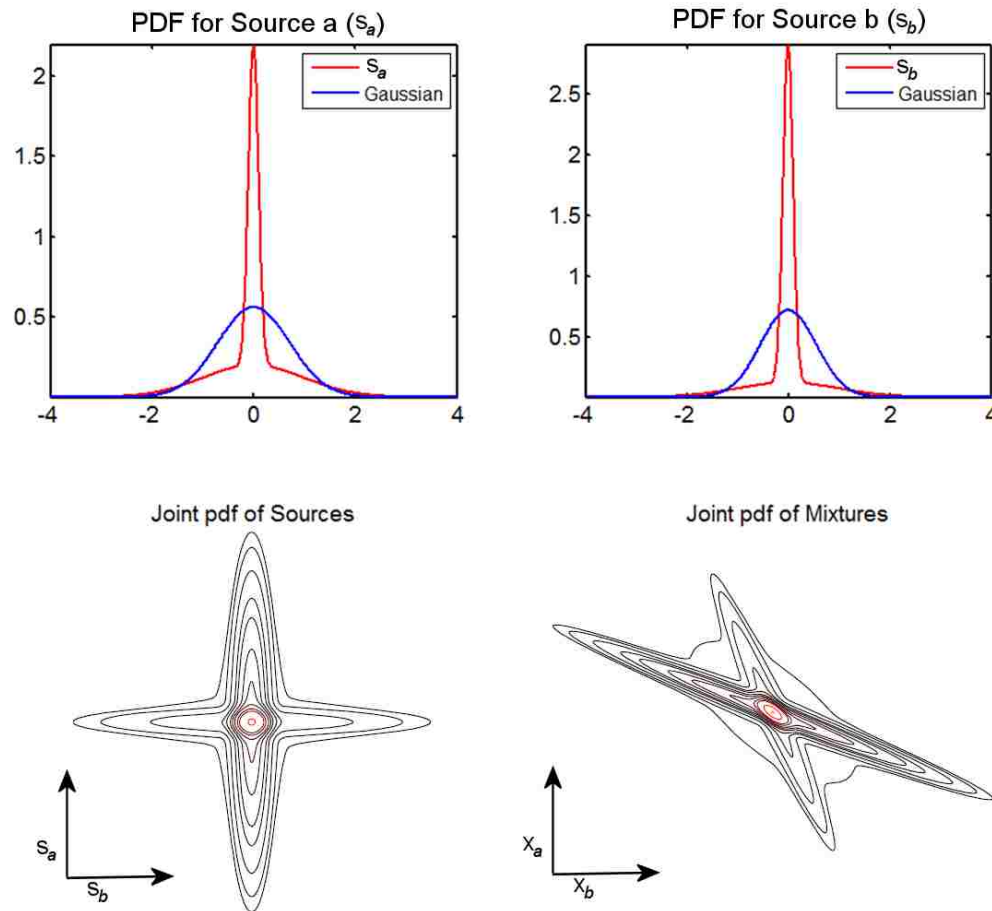 PDF for Source a (Sa)
2
1.5
1
0.5
-4
-2
0
2
4
Sa
Gaussian
PDF for Source b (Sb)
2.5
2
1.5
1
0.5
-4
-2
0
2
4
Sb
Gaussian
Joint pdf of Sources
Sa
Sb
Joint pdf of Mixtures
Xa
Xb